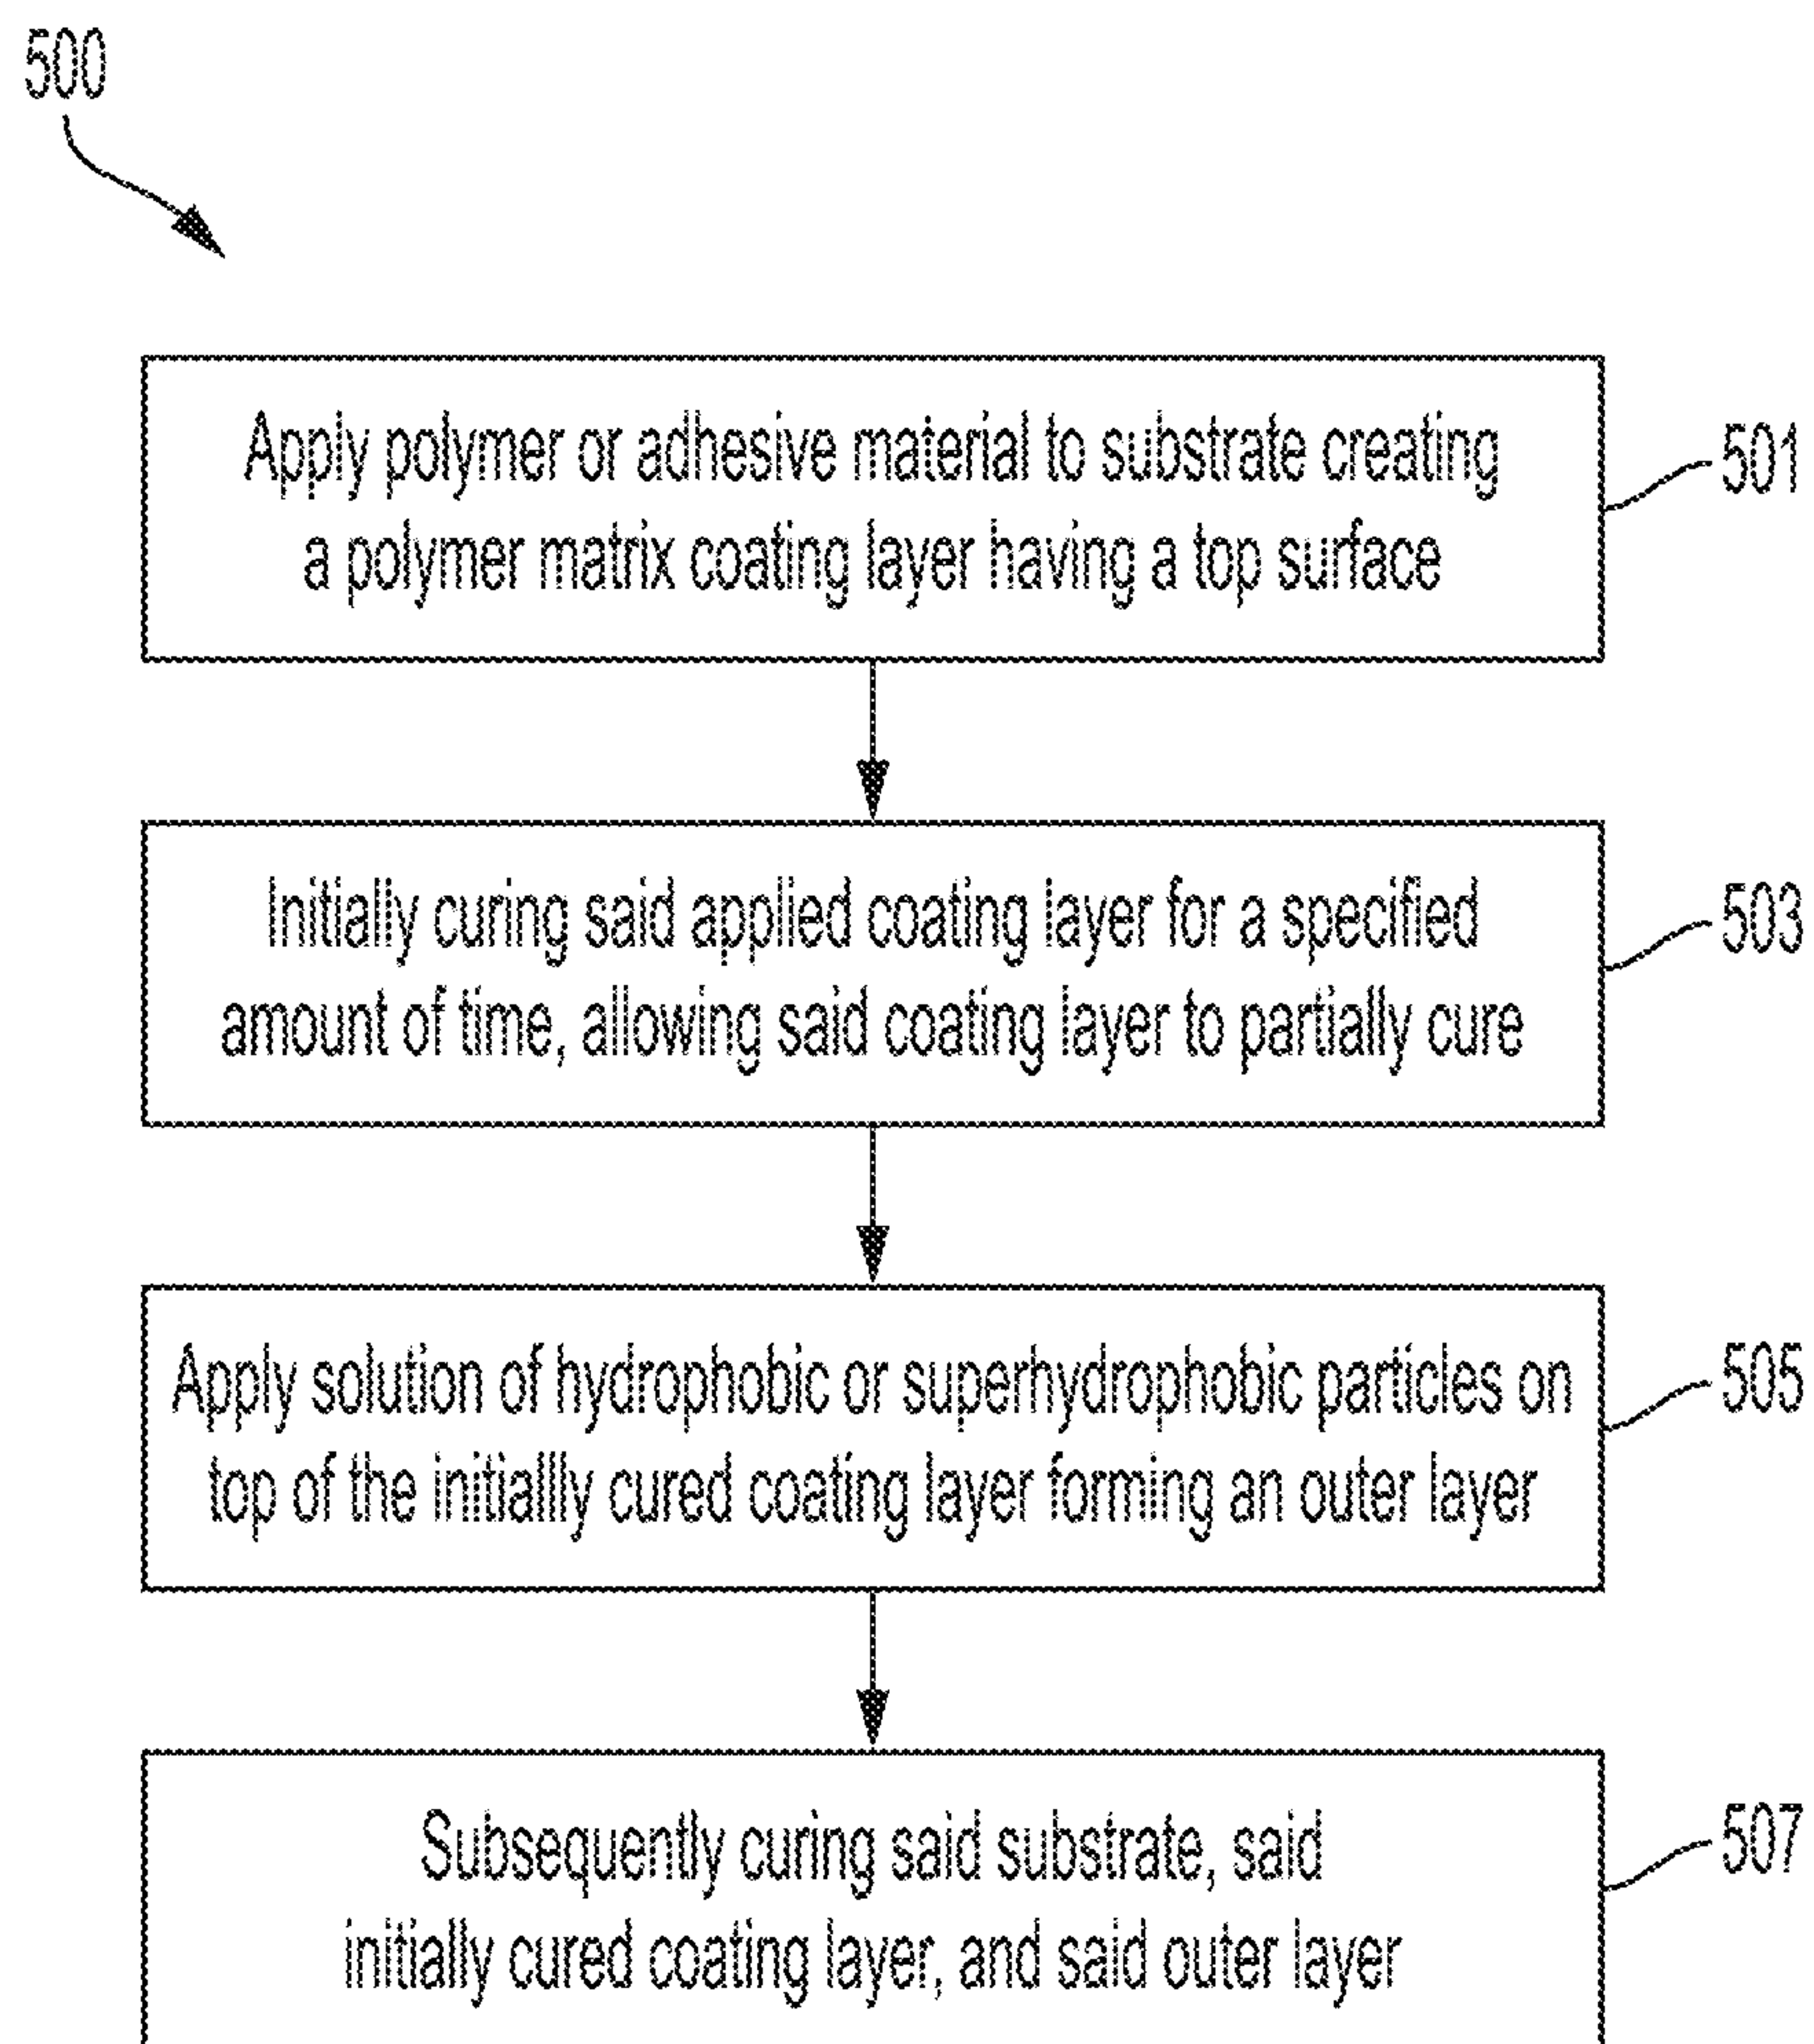 500
Apply polymer or adhesive material to substrate creating
a polymer matrix coating layer having a top surface
501
Initially curing said applied coating layer for a specified
amount of time, allowing said coating layer to partially cure
503
Apply solution of hydrophobic or superhydrophobic particles on
top of the initiallly cured coating layer forming an outer layer
505
Subsequently curing said substrate, said
initially cured coating layer, and said outer layer
507